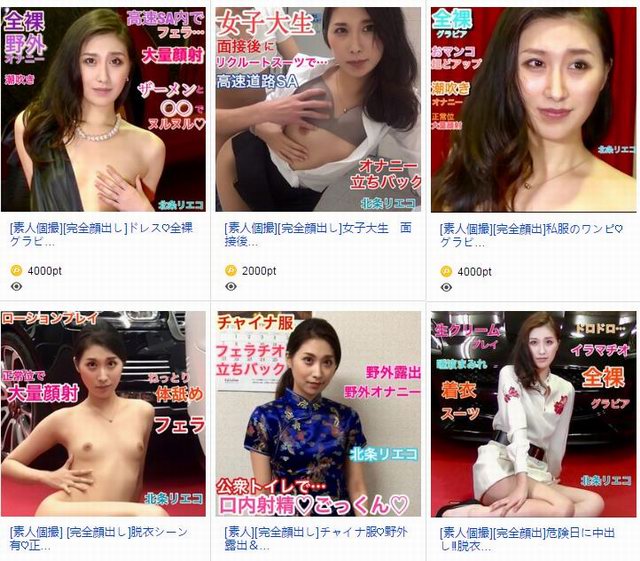 全裸
野外
オナニー
潮吹き
高速SA内で
フェラ…
大量顔射
ザーメンと
〇〇で
ヌルヌル♡
北条リエコ
[素人個撮][完全顔出し]ドレス♡全裸
グラビ...
4000pt
女子大生
面接後に
リクルートスーツで…
高速道路SA
オナニー
立ちバック
北条リエコ
[素人個撮][完全顔出し]女子大生 面
接後...
2000pt
全裸
グラビア
おマンコ
超どアップ
潮吹き
オナニー
正常位
大量顔射
北条リエコ
[素人個撮][完全顔出し]私服のワンピ♡
グラビ...
4000pt
ローションプレイ
正常位で
大量顔射
ねっとり
体舐め
フェラ
北条リエコ
[素人個撮] [完全顔出し]脱衣シーン
有♡正...
チャイナ服
フェラチオ
立ちバック
野外露出
野外オナニー
北条リエコ
公衆トイレで…
口内射精♡ごっくん♡
[素人][完全顔出し]チャイナ服♡野外
露出＆...
生クリーム
プレイ
まみれ
着衣
スーツ
ドロドロ…
イラマチオ
全裸
グラビア
北条リエコ
[素人個撮][完全顔出]危険日に中出
し!!脱衣...